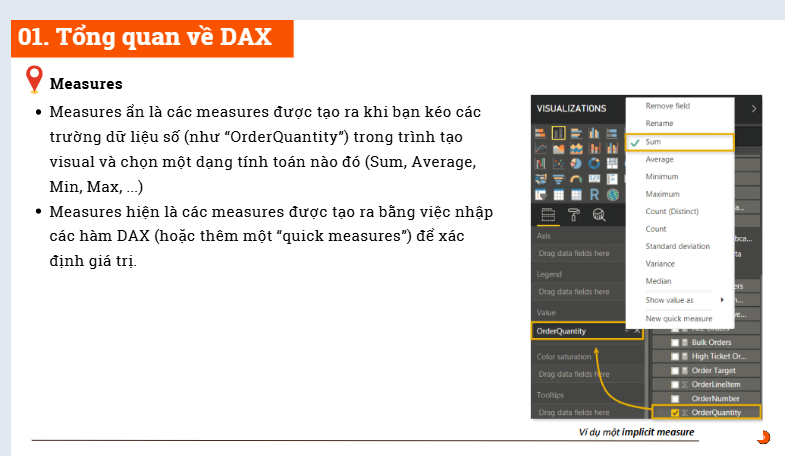 01. Tổng quan về DAX
Measures
• Measures ẩn là các measures được tạo ra khi bạn kéo các
trường dữ liệu số (như “OrderQuantity”) trong trình tạo
visual và chọn một dạng tính toán nào đó (Sum, Average,
Min, Max, ...)
• Measures hiện là các measures được tạo ra bằng việc nhập
các hàm DAX (hoặc thêm một “quick measures”) để xác
định giá trị.
VISUALIZATIONS
Remove field
Rename
Sum
Average
Minimum
Maximum
Count (Distinct)
Count
Standard deviation
Variance
Median
Show value as
New quick measure
R
Axis
Drag data fields here
Legend
Drag data fields here
Value
OrderQuantity
Color saturation
Drag data fields here
Tooltips
Drag data fields here
Bulk Orders
High Ticket Or...
Order Target
OrderLineItem
OrderNumber
OrderQuantity
Ví dụ một implicit measure